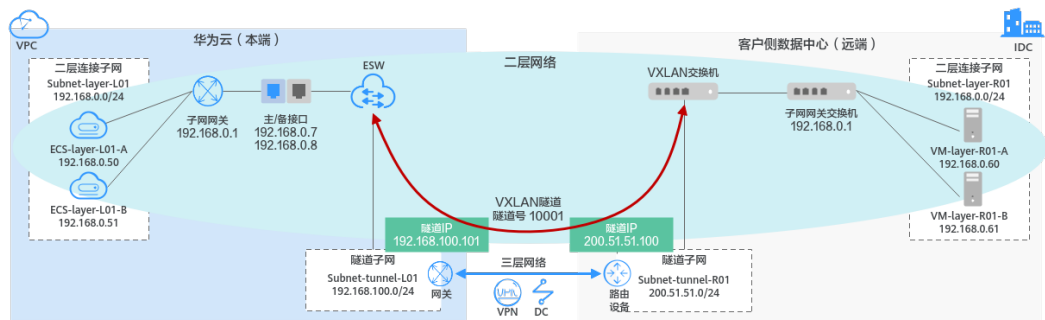 VPC
华为云（本端）
二层连接子网
Subnet-layer-L01
192.168.0.0/24
ECS-layer-L01-A
192.168.0.50
ECS-layer-L01-B
192.168.0.51
子网网关
192.168.0.1
主/备接口
192.168.0.7
192.168.0.8
ESW
二层网络
客户侧数据中心（远端）
IDC
VXLAN交换机
子网网关交换机
192.168.0.1
二层连接子网
Subnet-layer-R01
192.168.0.0/24
VM-layer-R01-A
192.168.0.60
VM-layer-R01-B
192.168.0.61
VXLAN隧道
隧道号 10001
隧道IP
192.168.100.101
隧道IP
200.51.51.100
隧道子网
Subnet-tunnel-L01
192.168.100.0/24
网关
三层网络
VPN
DC
路由
设备
隧道子网
Subnet-tunnel-R01
200.51.51.0/24